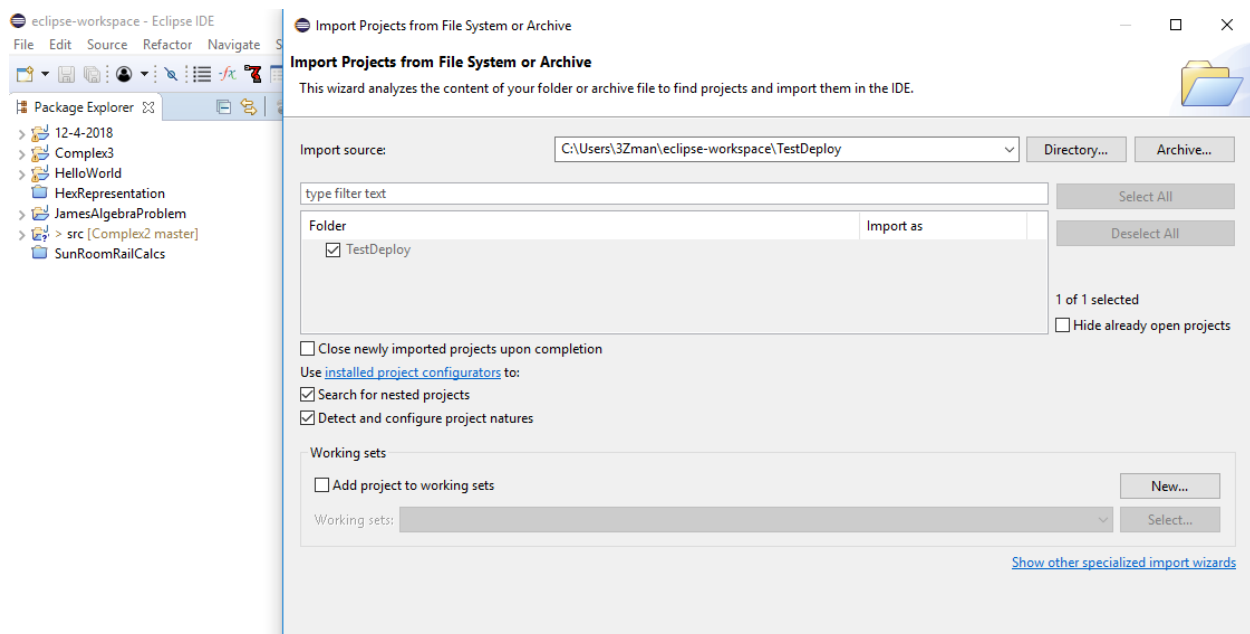 eclipse-workspace - Eclipse IDE
File Edit Source Refactor Navigate S
Package Explorer
12-4-2018
Complex3
HelloWorld
HexRepresentation
JamesAlgebraProblem
> src [Complex2 master]
SunRoomRailCalcs
Import Projects from File System or Archive
Import Projects from File System or Archive
This wizard analyzes the content of your folder or archive file to find projects and import them in the IDE.
Import source: C:\Users\3Zman\eclipse-workspace\TestDeploy Directory... Archive...
type filter text Select All
Folder Import as Deselect All
TestDeploy
1 of 1 selected
Hide already open projects
Close newly imported projects upon completion
Use installed project configurators to:
Search for nested projects
Detect and configure project natures
Working sets
Add project to working sets New...
Working sets: Select...
Show other specialized import wizards